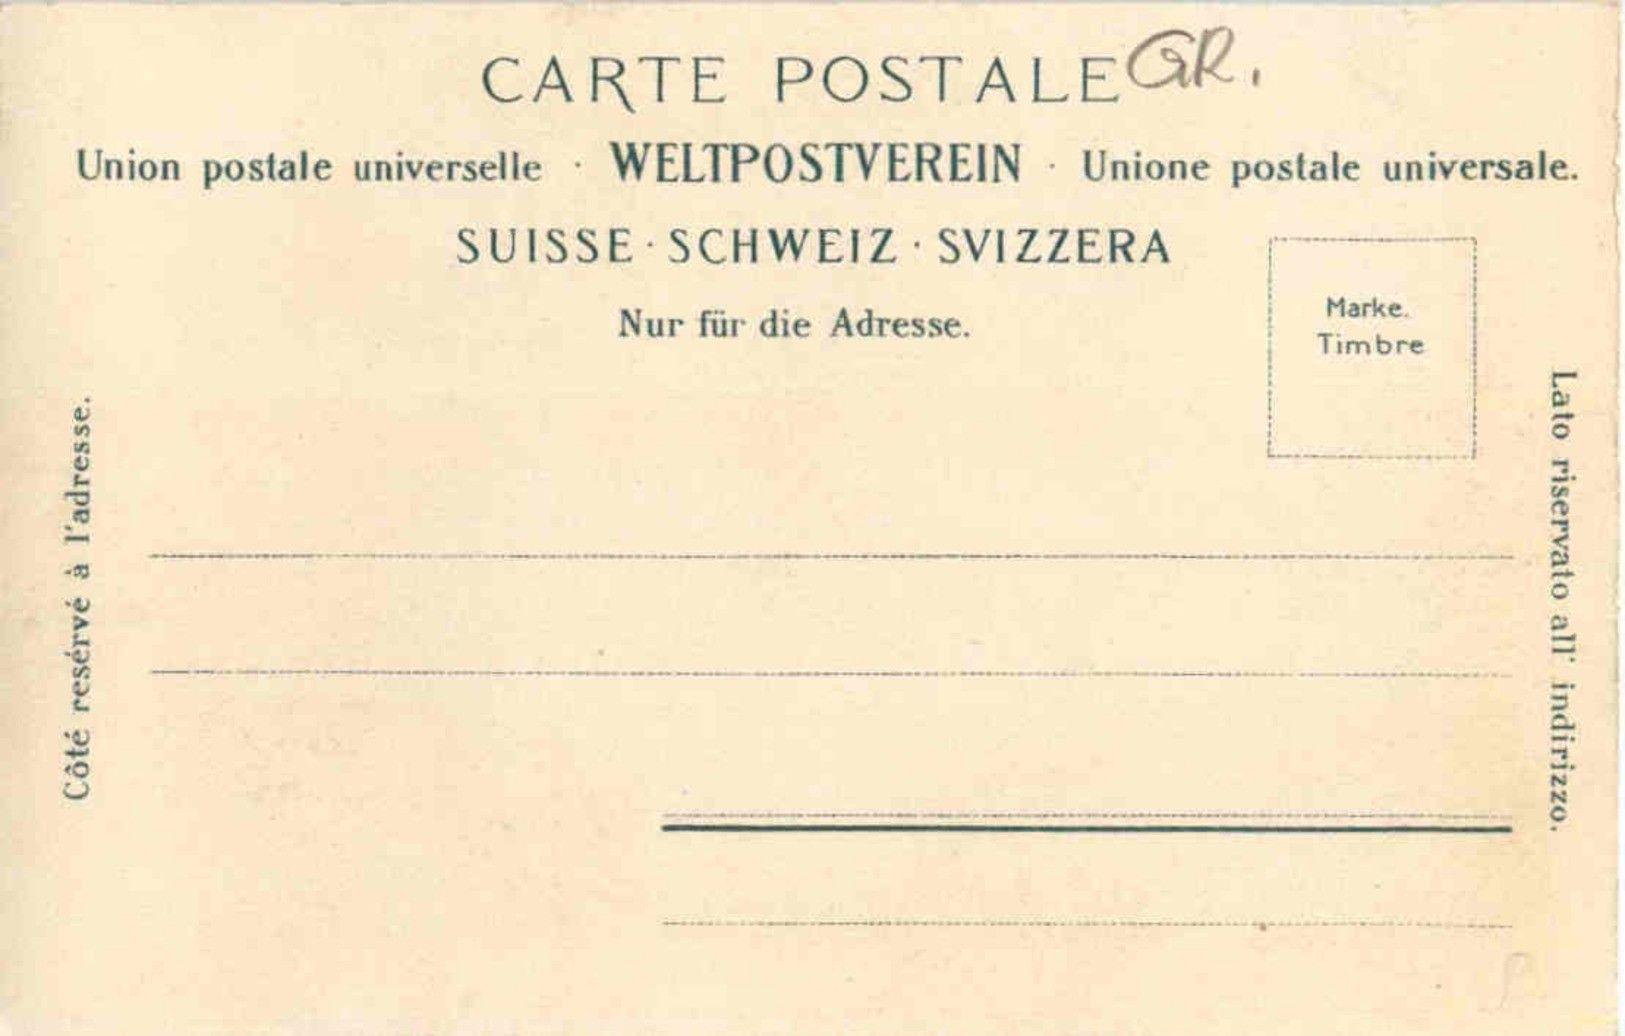 CARTE POSTALE GR.
Union postale universelle · WELTPOSTVEREIN · Unione postale universale.
SUISSE · SCHWEIZ · SVIZZERA
Nur für die Adresse.
Marke.
Timbre
Côté resérvé à l'adresse.
Lato riservato all' indirizzo.